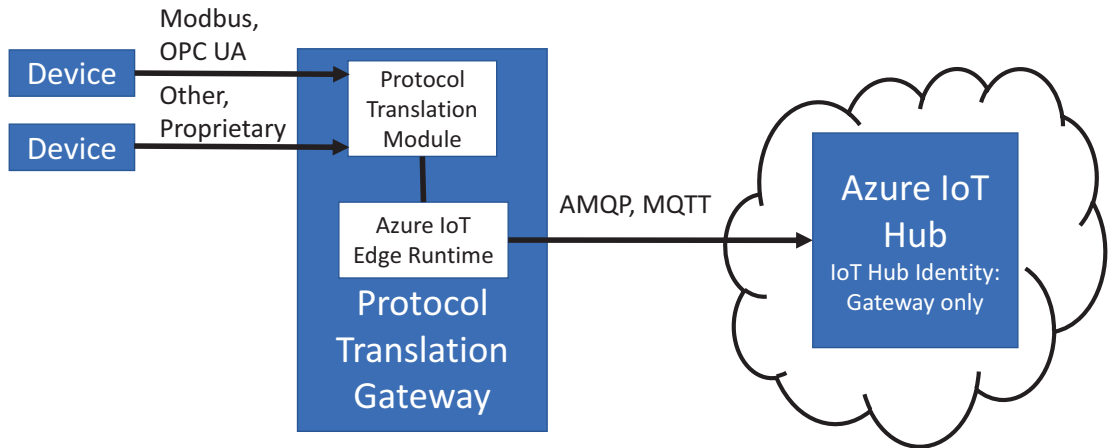 Modbus,
OPC UA
Device
Other,
Proprietary
Device
Protocol
Translation
Module
Azure IoT
Edge Runtime
Protocol
Translation
Gateway
AMQP, MQTT
Azure IoT
Hub
IoT Hub Identity:
Gateway only